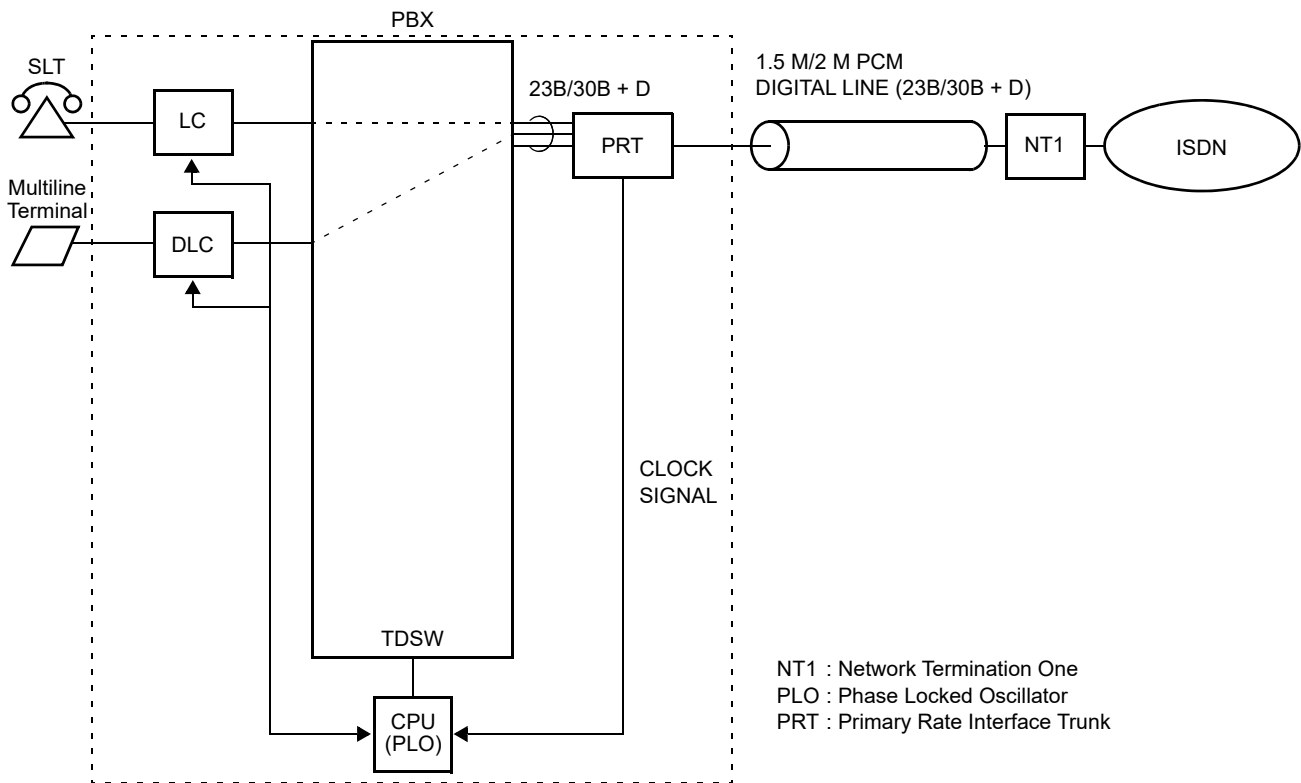 PBX
SLT
1.5 M/2 M PCM
DIGITAL LINE (23B/30B + D)
23B/30B + D
LC
PRT
NT1
ISDN
Multiline
Terminal
DLC
CLOCK
SIGNAL
TDSW
CPU
(PLO)
NT1 : Network Termination One
PLO : Phase Locked Oscillator
PRT : Primary Rate Interface Trunk